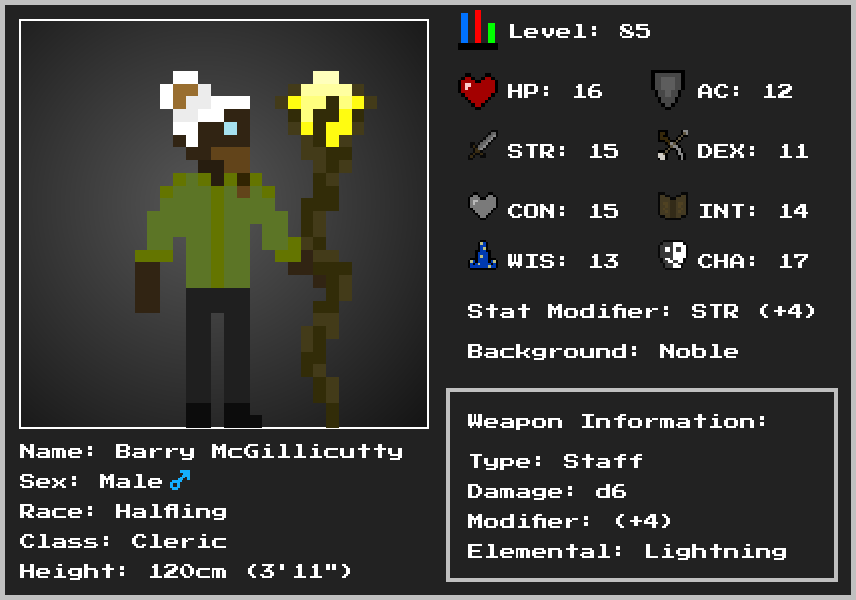 Level: 85
HP: 16
AC: 12
STR: 15
DEX: 11
CON: 15
INT: 14
WIS: 13
CHA: 17
Stat Modifier: STR (+4)
Background: Noble
Name: Barry McGillicutty
Sex: Male♂
Race: Halfling
Class: Cleric
Height: 120cm (3'11")
Weapon Information:
Type: Staff
Damage: d6
Modifier: (+4)
Elemental: Lightning